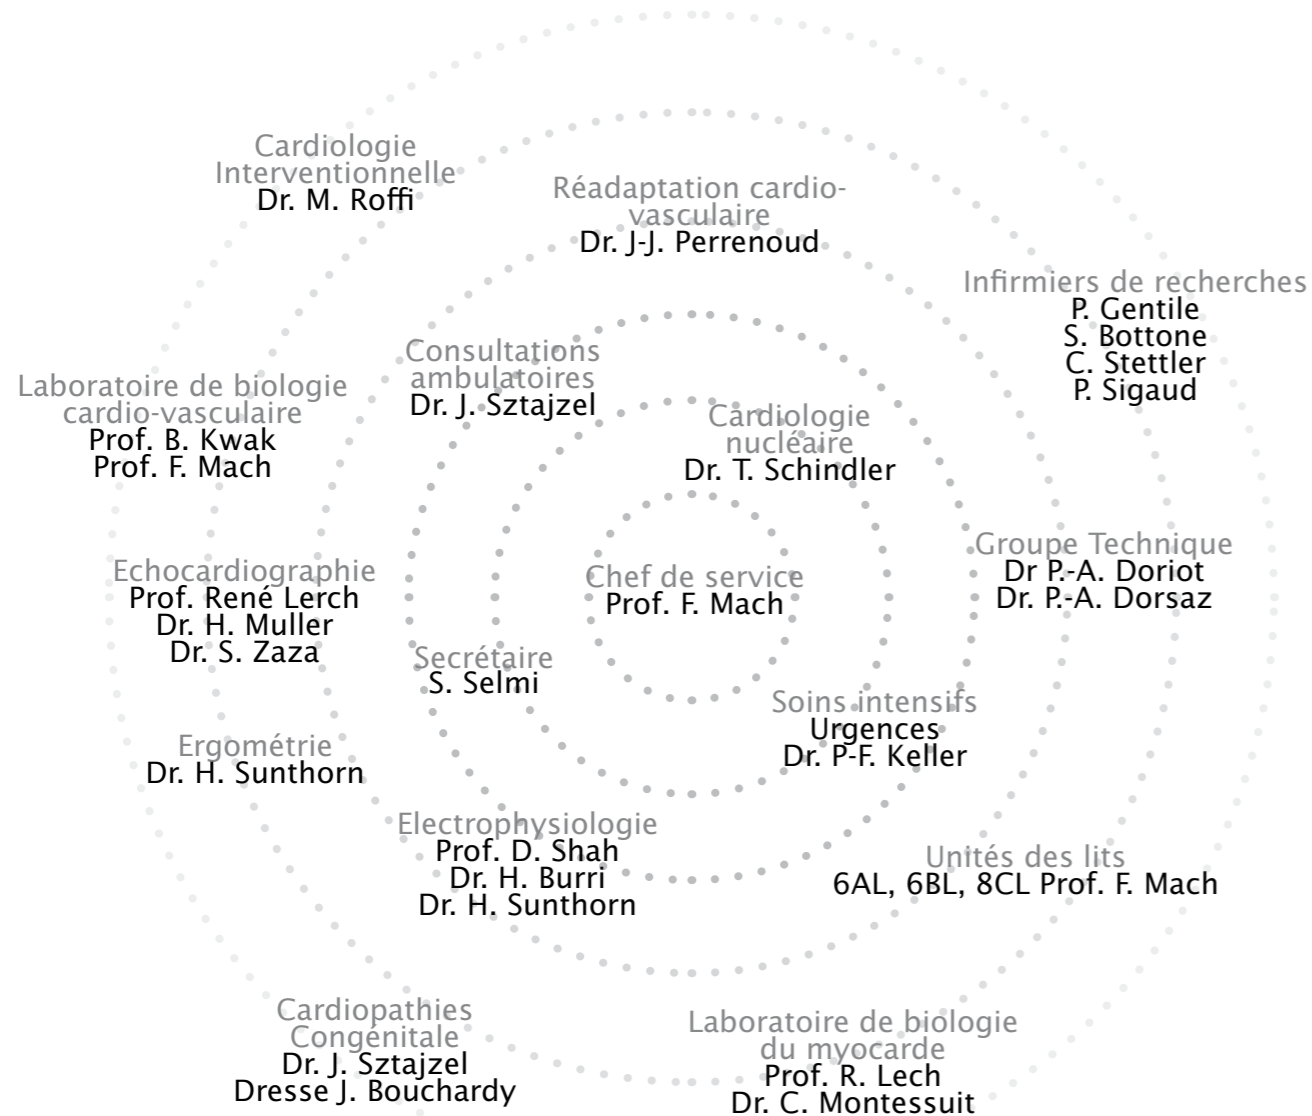 Cardiologie
Interventionnelle
Dr. M. Roffi
Réadaptation cardio-
vasculaire
Dr. J-J. Perrenoud
Infirmiers de recherches
P. Gentile
S. Bottone
C. Stettler
P. Sigaud
Consultations
ambulatoires
Dr. J. Sztajzel
Laboratoire de biologie
cardio-vasculaire
Prof. B. Kwak
Prof. F. Mach
Cardiologie
nucléaire
Dr. T. Schindler
Echocardiographie
Prof. René Lerch
Dr. H. Muller
Dr. S. Zaza
Chef de service
Prof. F. Mach
Groupe Technique
Dr P.-A. Doriot
Dr. P.-A. Dorsaz
Secrétaire
S. Selmi
Soins intensifs
Urgences
Dr. P-F. Keller
Ergométrie
Dr. H. Sunthorn
Electrophysiologie
Prof. D. Shah
Dr. H. Burri
Dr. H. Sunthorn
Unités des lits
6AL, 6BL, 8CL Prof. F. Mach
Cardiopathies
Congénitale
Dr. J. Sztajzel
Dresse J. Bouchardy
Laboratoire de biologie
du myocarde
Prof. R. Lech
Dr. C. Montessuit